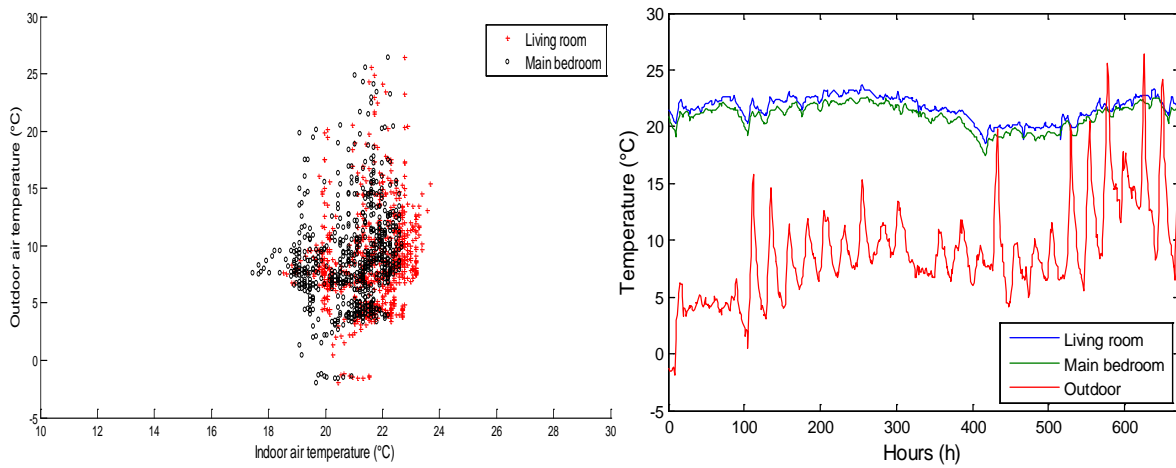 30
25
20
15
10
5
0
-5
Outdoor air temperature (°C)
Living room
Main bedroom
10 12 14 16 18 20 22 24 26 28 30
Indoor air temperature (°C)
30
25
20
15
10
5
0
-5
Temperature (°C)
Living room
Main bedroom
Outdoor
0 100 200 300 400 500 600
Hours (h)